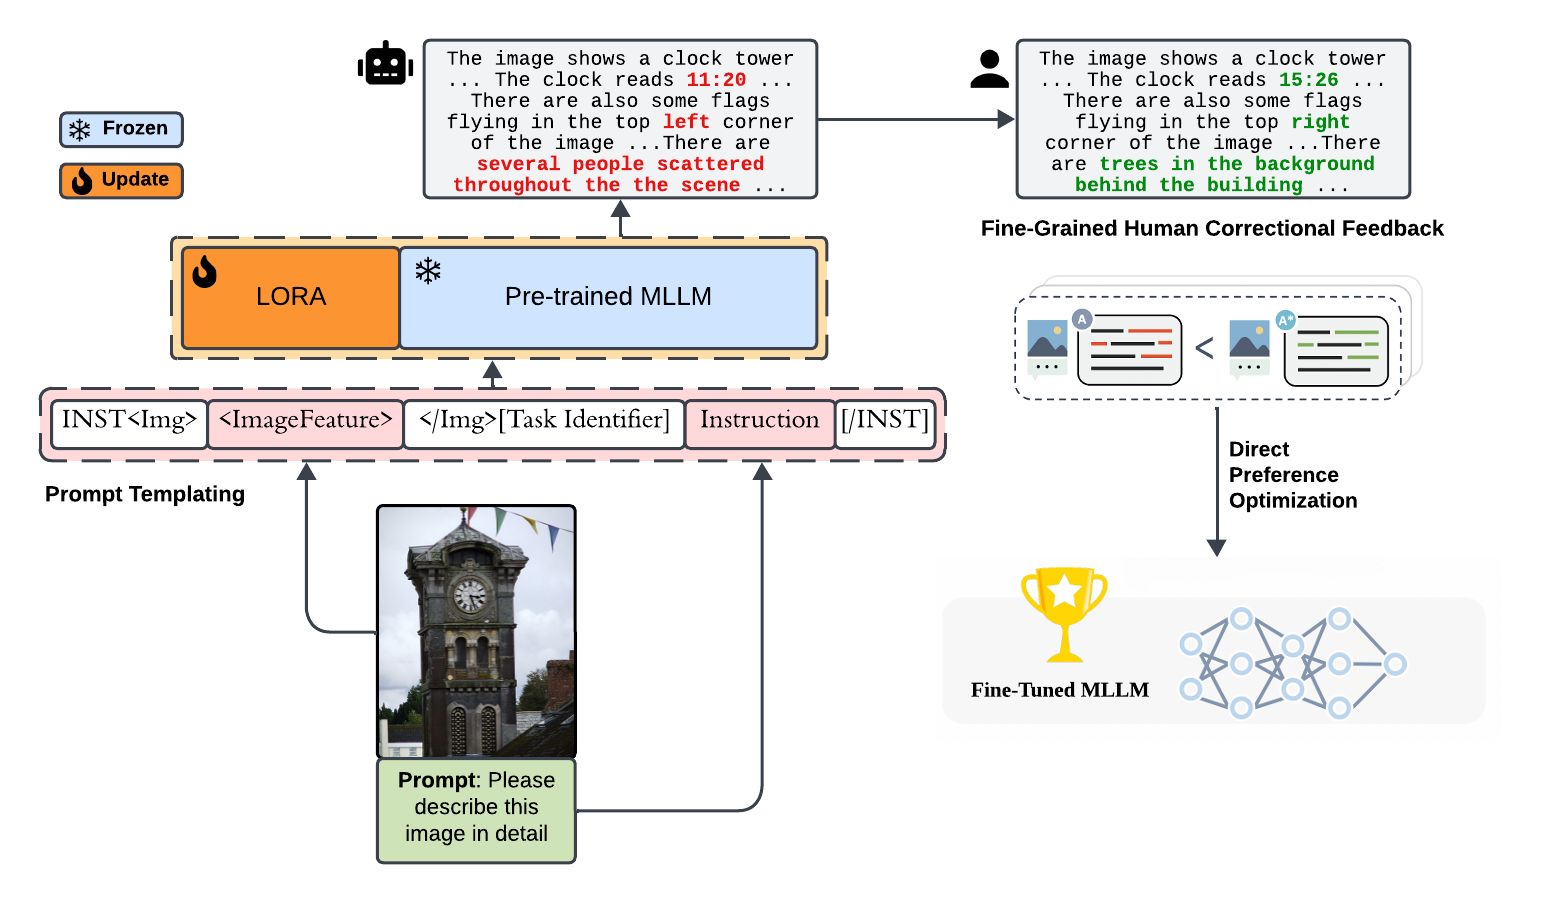 The image shows a clock tower
... The clock reads 11:20 ...
There are also some flags
flying in the top left corner
of the image ...There are
several people scattered
throughout the the scene ...
The image shows a clock tower
... The clock reads 15:26 ...
There are also some flags
flying in the top right
corner of the image ...There
are trees in the background
behind the building ...
Fine-Grained Human Correctional Feedback
Frozen
Update
LORA
Pre-trained MLLM
A
<
A*
INST<Img>
<ImageFeature>
</Img>[Task Identifier]
Instruction
[/INST]
Prompt Templating
Direct
Preference
Optimization
Prompt: Please
describe this
image in detail
Fine-Tuned MLLM